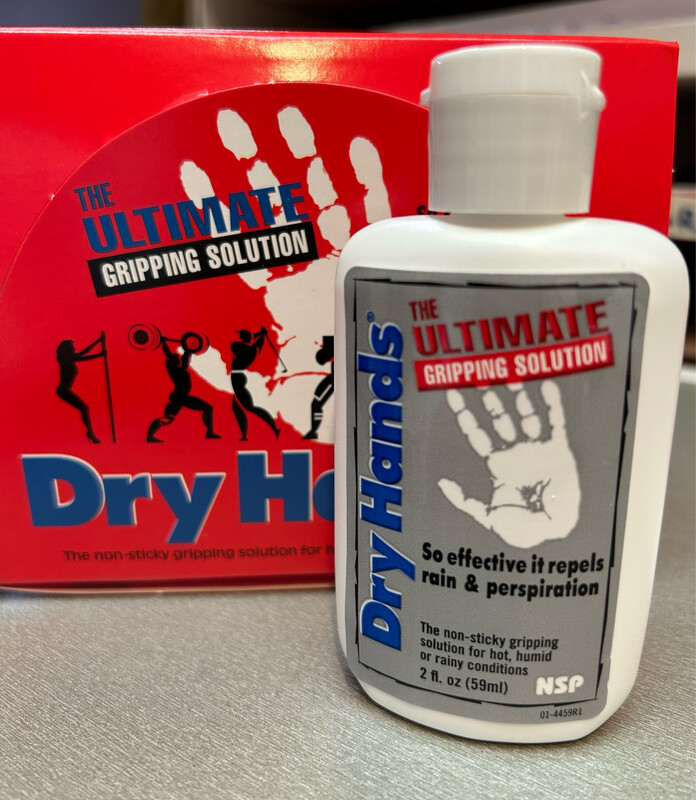 THE
ULTIMATE
GRIPPING SOLUTION
Dry
The non-sticky gripping solution for
Dry Hands®
THE
ULTIMATE
GRIPPING SOLUTION
So effective it repels
rain & perspiration
The non-sticky gripping
solution for hot, humid
or rainy conditions
2 fl. oz (59ml)
NSP
01-4459R1